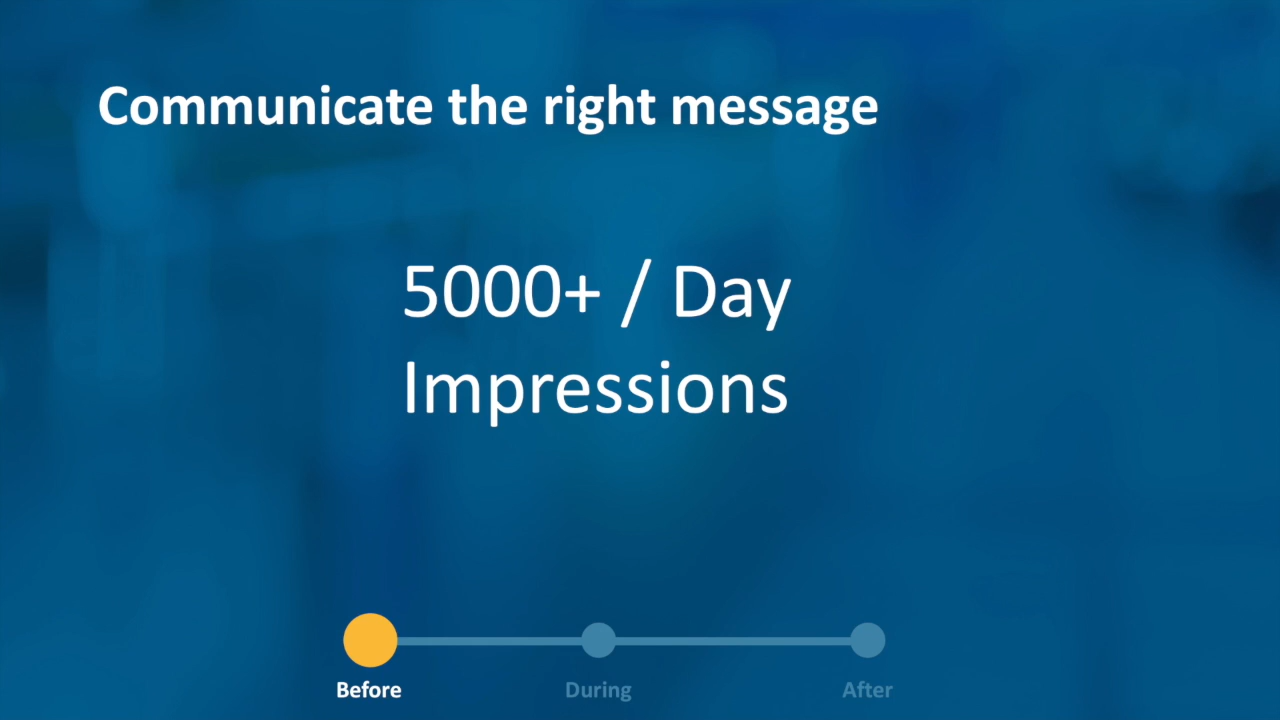 Communicate the right message
5000+ / Day
Impressions
Before During After